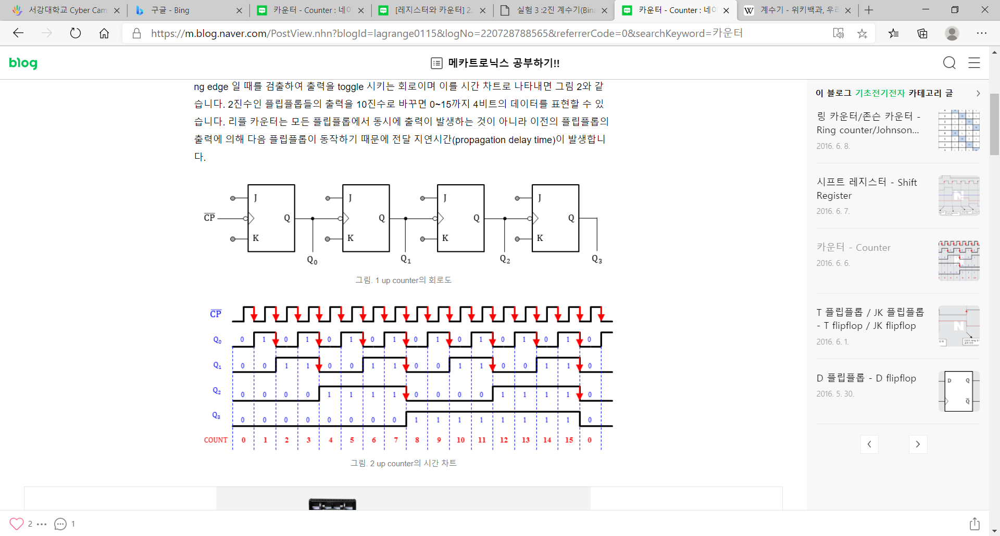 서강대학교 Cyber Cam
구글 - Bing
카운터 - Counter : 네이
[레지스터와 카운터] 2.
실험 3 :2진 계수기(Bin
카운터 - Counter : 네이
계수기 - 위키백과, 우리
https://m.blog.naver.com/PostView.nhn?blogId=lagrange0115&logNo=220728788565&referrerCode=0&searchKeyword=카운터
blog
메카트로닉스 공부하기!!
ng edge 일 때를 검출하여 출력을 toggle 시키는 회로이며 이를 시간 차트로 나타내면 그림 2와 같
습니다. 2진수인 플립플롭들의 출력을 10진수로 바꾸면 0~15까지 4비트의 데이터를 표현할 수 있
습니다. 리플 카운터는 모든 플립플롭에서 동시에 출력이 발생하는 것이 아니라 이전의 플립플롭의
출력에 의해 다음 플립플롭이 동작하기 때문에 전달 지연시간(propagation delay time)이 발생합니
다.
J J J J
CP Q Q Q Q
K K K K
Q0 Q1 Q2 Q3
그림. 1 up counter의 회로도
CP
Q0 0 1 0 1 0 1 0 1 0 1 0 1 0 1 0 1 0
Q1 0 0 1 1 0 0 1 1 0 0 1 1 0 0 1 1 0
Q2 0 0 0 0 1 1 1 1 0 0 0 0 1 1 1 1 0
Q3 0 0 0 0 0 0 0 0 1 1 1 1 1 1 1 1 0
COUNT 0 1 2 3 4 5 6 7 8 9 10 11 12 13 14 15 0
그림. 2 up counter의 시간 차트
이 블로그 기초전기전자 카테고리 글
링 카운터/존슨 카운터 -
Ring counter/Johnson...
2016. 6. 8.
시프트 레지스터 - Shift
Register
2016. 6. 7.
카운터 - Counter
2016. 6. 6.
T 플립플롭 / JK 플립플롭
- T flipflop / JK flipflop
2016. 6. 1.
D 플립플롭 - D flipflop
2016. 5. 30.
D Q
Q
2
1